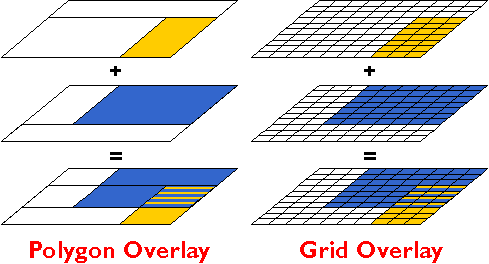 + +
= =
Polygon Overlay Grid Overlay